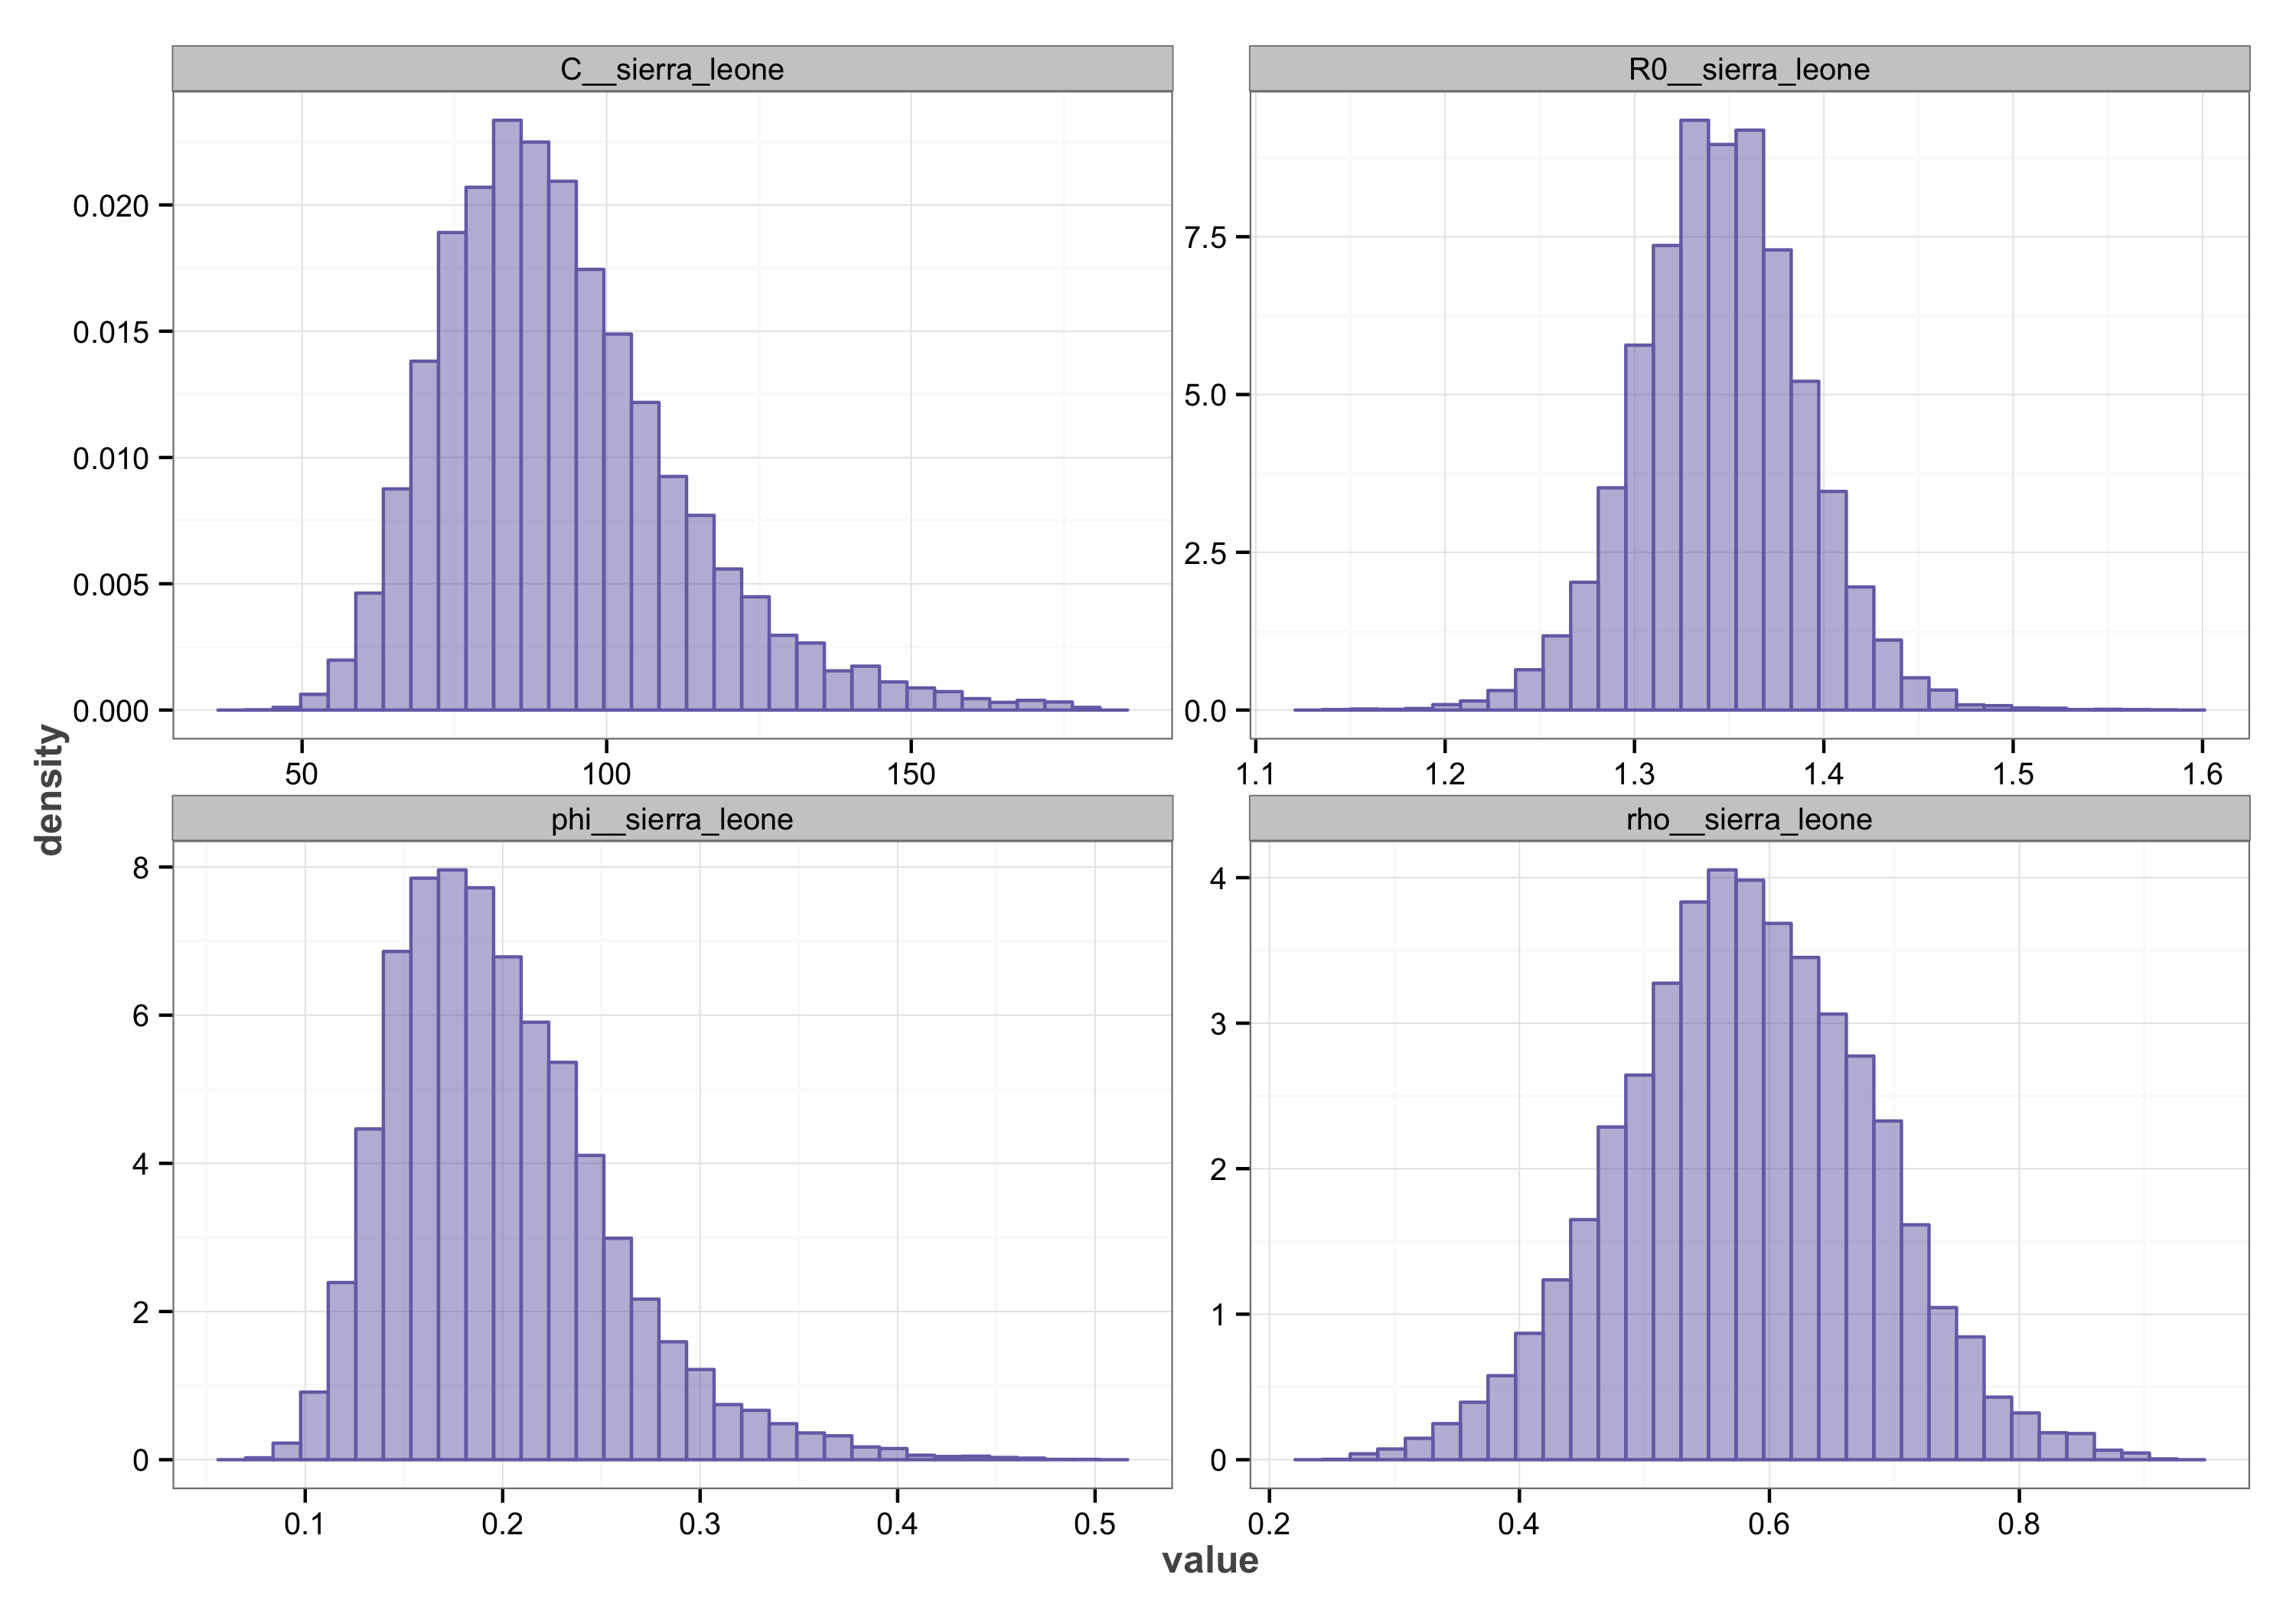 C__sierra_leone
R0__sierra_leone
0.020
0.015
0.010
0.005
0.000
7.5
5.0
2.5
0.0
50 100 150
1.1 1.2 1.3 1.4 1.5 1.6
density
phi__sierra_leone
rho__sierra_leone
8
6
4
2
0
4
3
2
1
0
0.1 0.2 0.3 0.4 0.5
0.2 0.4 0.6 0.8
value